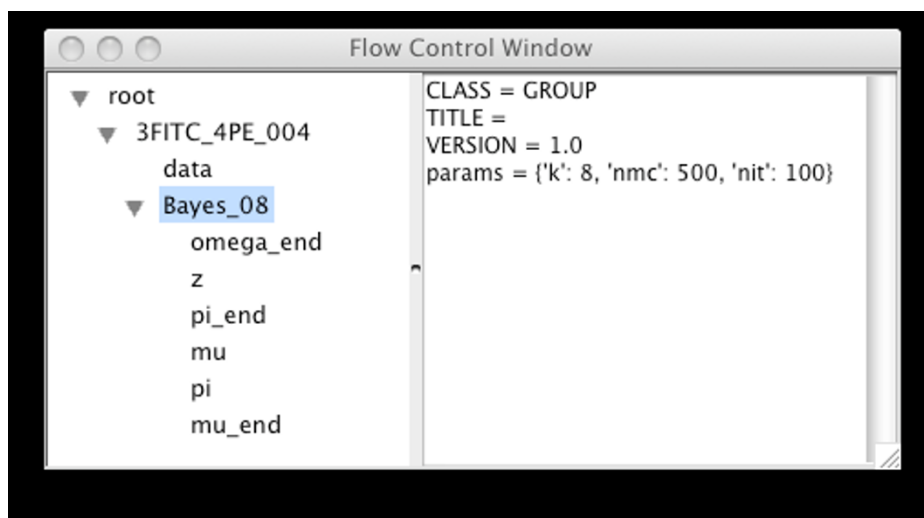 Flow Control Window
root
3FITC_4PE_004
data
Bayes_08
omega_end
z
pi_end
mu
pi
mu_end
CLASS = GROUP
TITLE =
VERSION = 1.0
params = {'k': 8, 'nmc': 500, 'nit': 100}